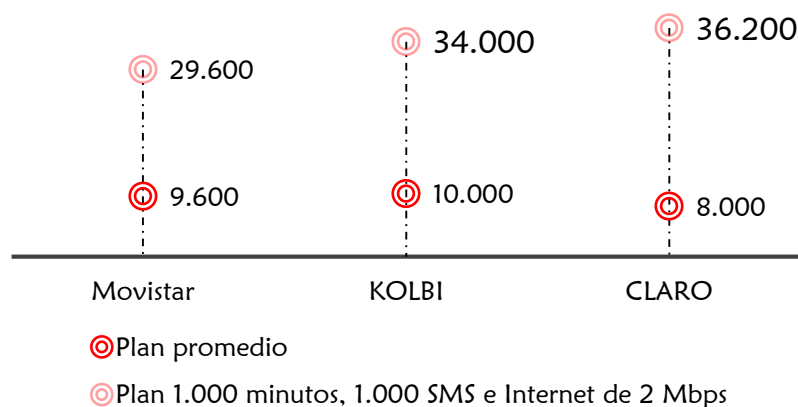 36.200
34.000
29.600
9.600
10.000
8.000
Movistar
KOLBI
CLARO
Plan promedio
Plan 1.000 minutos, 1.000 SMS e Internet de 2 Mbps